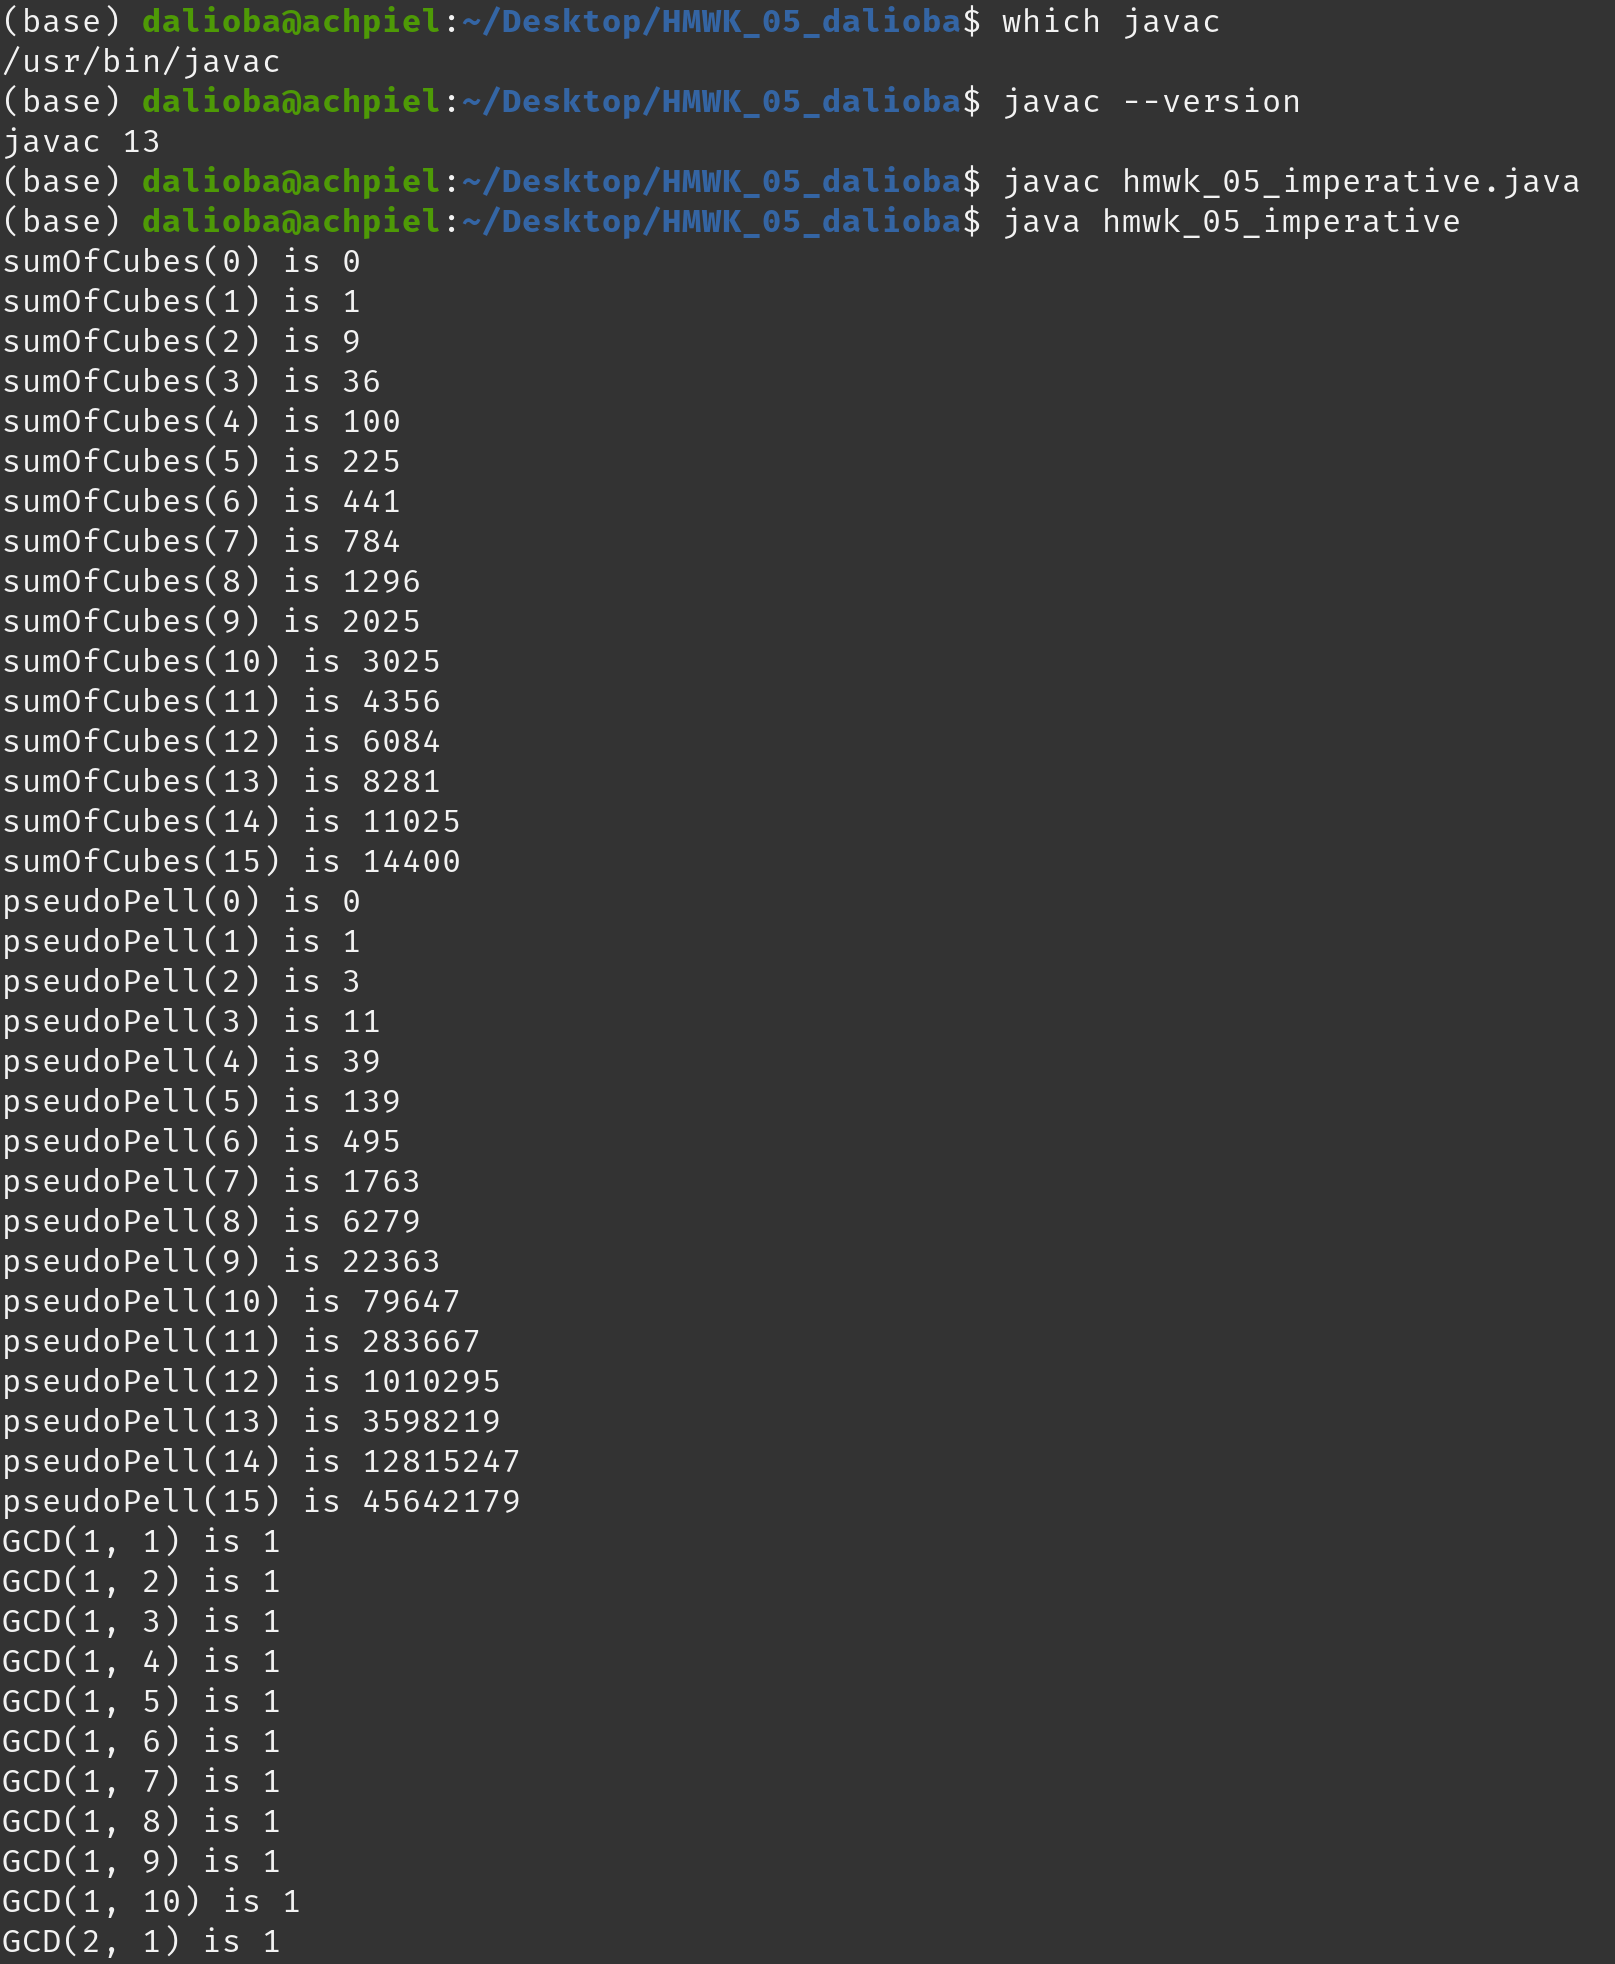 (base) dalioba@achpiel:~/Desktop/HMWK_05_dalioba$ which javac
/usr/bin/javac
(base) dalioba@achpiel:~/Desktop/HMWK_05_dalioba$ javac --version
javac 13
(base) dalioba@achpiel:~/Desktop/HMWK_05_dalioba$ javac hmwk_05_imperative.java
(base) dalioba@achpiel:~/Desktop/HMWK_05_dalioba$ java hmwk_05_imperative
sumOfCubes(0) is 0
sumOfCubes(1) is 1
sumOfCubes(2) is 9
sumOfCubes(3) is 36
sumOfCubes(4) is 100
sumOfCubes(5) is 225
sumOfCubes(6) is 441
sumOfCubes(7) is 784
sumOfCubes(8) is 1296
sumOfCubes(9) is 2025
sumOfCubes(10) is 3025
sumOfCubes(11) is 4356
sumOfCubes(12) is 6084
sumOfCubes(13) is 8281
sumOfCubes(14) is 11025
sumOfCubes(15) is 14400
pseudoPell(0) is 0
pseudoPell(1) is 1
pseudoPell(2) is 3
pseudoPell(3) is 11
pseudoPell(4) is 39
pseudoPell(5) is 139
pseudoPell(6) is 495
pseudoPell(7) is 1763
pseudoPell(8) is 6279
pseudoPell(9) is 22363
pseudoPell(10) is 79647
pseudoPell(11) is 283667
pseudoPell(12) is 1010295
pseudoPell(13) is 3598219
pseudoPell(14) is 12815247
pseudoPell(15) is 45642179
GCD(1, 1) is 1
GCD(1, 2) is 1
GCD(1, 3) is 1
GCD(1, 4) is 1
GCD(1, 5) is 1
GCD(1, 6) is 1
GCD(1, 7) is 1
GCD(1, 8) is 1
GCD(1, 9) is 1
GCD(1, 10) is 1
GCD(2, 1) is 1